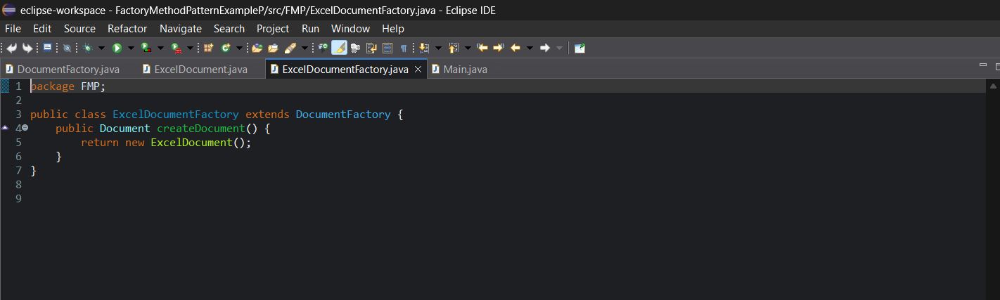 eclipse-workspace - FactoryMethodPatternExampleP/src/FMP/ExcelDocumentFactory.java - Eclipse IDE
File Edit Source Refactor Navigate Search Project Run Window Help
DocumentFactory.java ExcelDocument.java ExcelDocumentFactory.java Main.java
1 package FMP;
2
3 public class ExcelDocumentFactory extends DocumentFactory {
4     public Document createDocument() {
5         return new ExcelDocument();
6     }
7 }
8
9